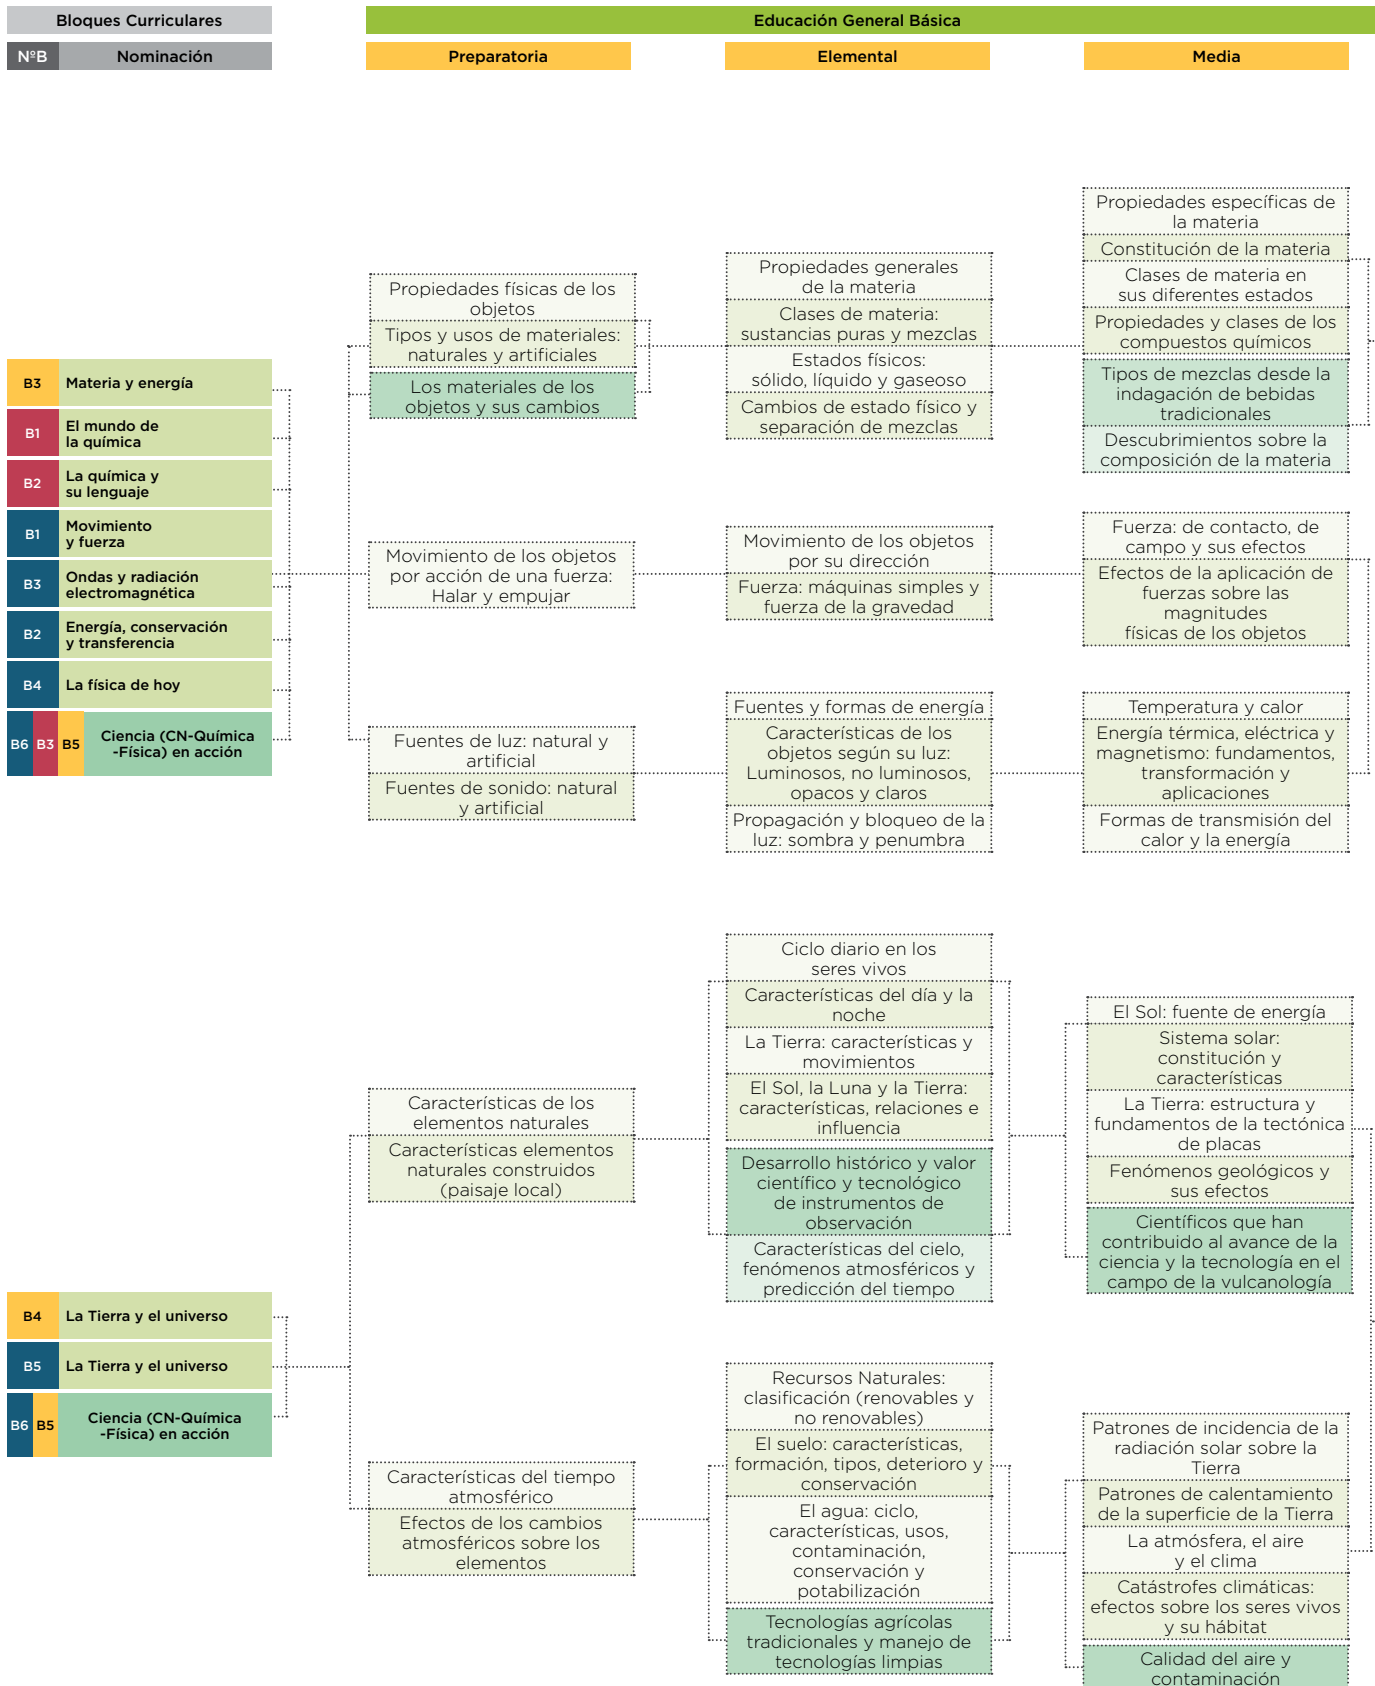 Bloques Curriculares
Educación General Básica
NºB
Nominación
Preparatoria
Elemental
Media
B3
Materia y energía
B1
El mundo de
la química
B2
La química y
su lenguaje
B1
Movimiento
y fuerza
B3
Ondas y radiación
electromagnética
B2
Energía, conservación
y transferencia
B4
La física de hoy
B6
B3
B5
Ciencia (CN-Química
-Física) en acción
Propiedades físicas de los
objetos
Tipos y usos de materiales:
naturales y artificiales
Los materiales de los
objetos y sus cambios
Propiedades generales
de la materia
Clases de materia:
sustancias puras y mezclas
Estados físicos:
sólido, líquido y gaseoso
Cambios de estado físico y
separación de mezclas
Propiedades específicas de
la materia
Constitución de la materia
Clases de materia en
sus diferentes estados
Propiedades y clases de los
compuestos químicos
Tipos de mezclas desde la
indagación de bebidas
tradicionales
Descubrimientos sobre la
composición de la materia
Movimiento de los objetos
por acción de una fuerza:
Halar y empujar
Movimiento de los objetos
por su dirección
Fuerza: máquinas simples y
fuerza de la gravedad
Fuerza: de contacto, de
campo y sus efectos
Efectos de la aplicación de
fuerzas sobre las
magnitudes
físicas de los objetos
Fuentes de luz: natural y
artificial
Fuentes de sonido: natural
y artificial
Fuentes y formas de energía
Características de los
objetos según su luz:
Luminosos, no luminosos,
opacos y claros
Propagación y bloqueo de la
luz: sombra y penumbra
Temperatura y calor
Energía térmica, eléctrica y
magnetismo: fundamentos,
transformación y
aplicaciones
Formas de transmisión del
calor y la energía
B4
La Tierra y el universo
B5
La Tierra y el universo
B6
B5
Ciencia (CN-Química
-Física) en acción
Características de los
elementos naturales
Características elementos
naturales construidos
(paisaje local)
Ciclo diario en los
seres vivos
Características del día y la
noche
La Tierra: características y
movimientos
El Sol, la Luna y la Tierra:
características, relaciones e
influencia
Desarrollo histórico y valor
científico y tecnológico
de instrumentos de
observación
Características del cielo,
fenómenos atmosféricos y
predicción del tiempo
El Sol: fuente de energía
Sistema solar:
constitución y
características
La Tierra: estructura y
fundamentos de la tectónica
de placas
Fenómenos geológicos y
sus efectos
Científicos que han
contribuido al avance de la
ciencia y la tecnología en el
campo de la vulcanología
Características del tiempo
atmosférico
Efectos de los cambios
atmosféricos sobre los
elementos
Recursos Naturales:
clasificación (renovables y
no renovables)
El suelo: características,
formación, tipos, deterioro y
conservación
El agua: ciclo,
características, usos,
contaminación,
conservación y
potabilización
Tecnologías agrícolas
tradicionales y manejo de
tecnologías limpias
Patrones de incidencia de la
radiación solar sobre la
Tierra
Patrones de calentamiento
de la superficie de la Tierra
La atmósfera, el aire
y el clima
Catástrofes climáticas:
efectos sobre los seres vivos
y su hábitat
Calidad del aire y
contaminación